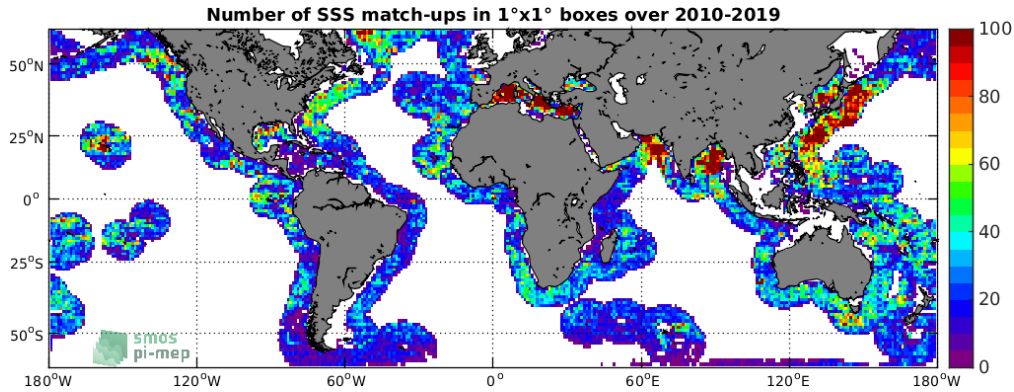 Number of SSS match-ups in 1°x1° boxes over 2010-2019
100
80
60
40
20
0
50°N
25°N
0°
25°S
50°S
180°W
120°W
60°W
0°
60°E
120°E
180°W
smos
pi-mep